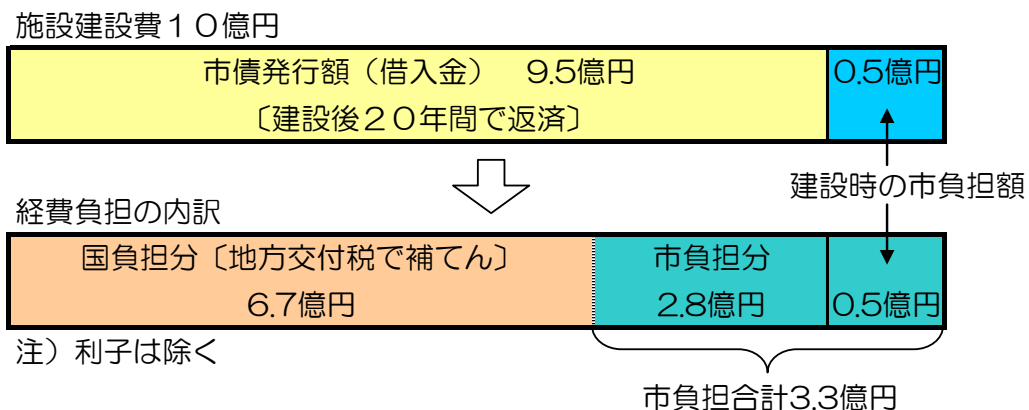 施設建設費１０億円
市債発行額（借入金）　9.5億円
0.5億円
〔建設後２０年間で返済〕
建設時の市負担額
経費負担の内訳
国負担分〔地方交付税で補てん〕
市負担分
6.7億円
2.8億円
0.5億円
注）利子は除く
市負担合計3.3億円